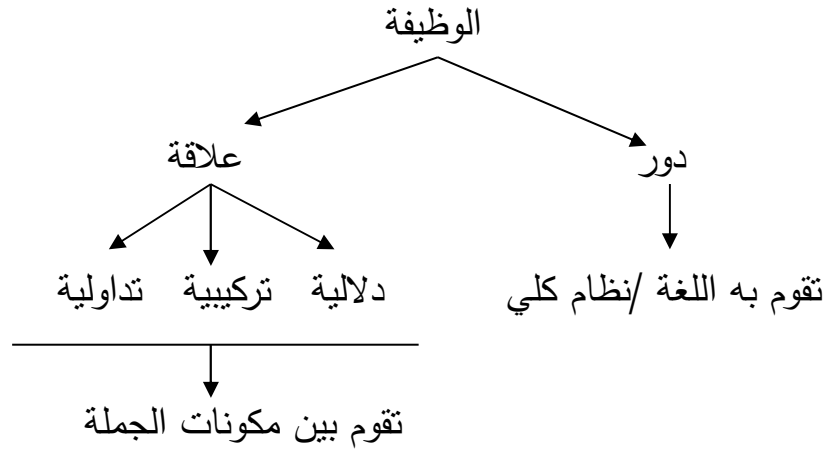 الوظيفة
دور
علاقة
تقوم به اللغة /نظام كلي
دلالية تركيبية تداولية
تقوم بين مكونات الجملة